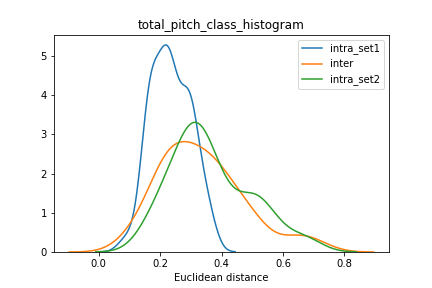 total_pitch_class_histogram
intra_set1
inter
intra_set2
5
4
3
2
1
0
0.0 0.2 0.4 0.6 0.8
Euclidean distance